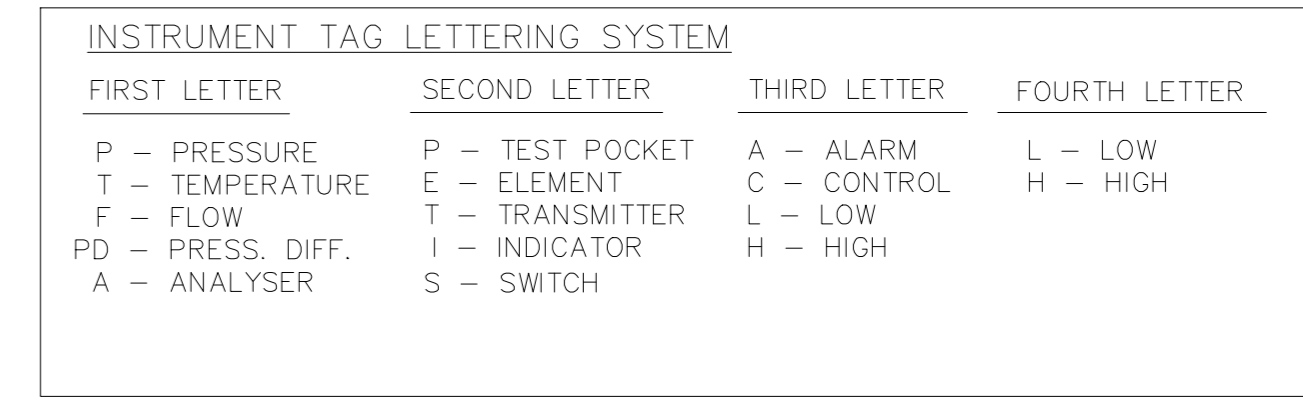 INSTRUMENT TAG LETTERING SYSTEM
FIRST LETTER SECOND LETTER THIRD LETTER FOURTH LETTER
P – PRESSURE P – TEST POCKET A – ALARM L – LOW
T – TEMPERATURE E – ELEMENT C – CONTROL H – HIGH
F – FLOW T – TRANSMITTER L – LOW
PD – PRESS. DIFF. I – INDICATOR H – HIGH
A – ANALYSER S – SWITCH